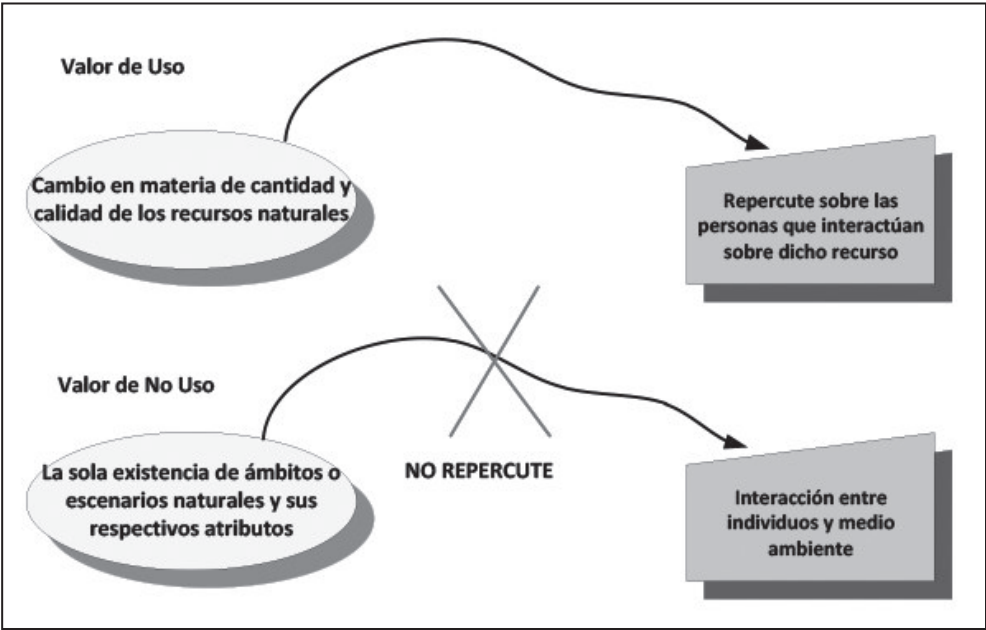 Valor de Uso
Cambio en materia de cantidad y
calidad de los recursos naturales
Repercute sobre las
personas que interactúan
sobre dicho recurso
Valor de No Uso
La sola existencia de ámbitos o
escenarios naturales y sus
respectivos atributos
NO REPERCUTE
Interacción entre
individuos y medio
ambiente